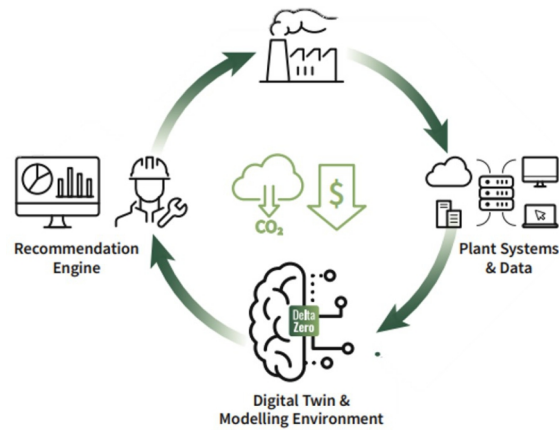 $
CO₂
Recommendation
Engine
Plant Systems
& Data
Delta
Zero
Digital Twin &
Modelling Environment